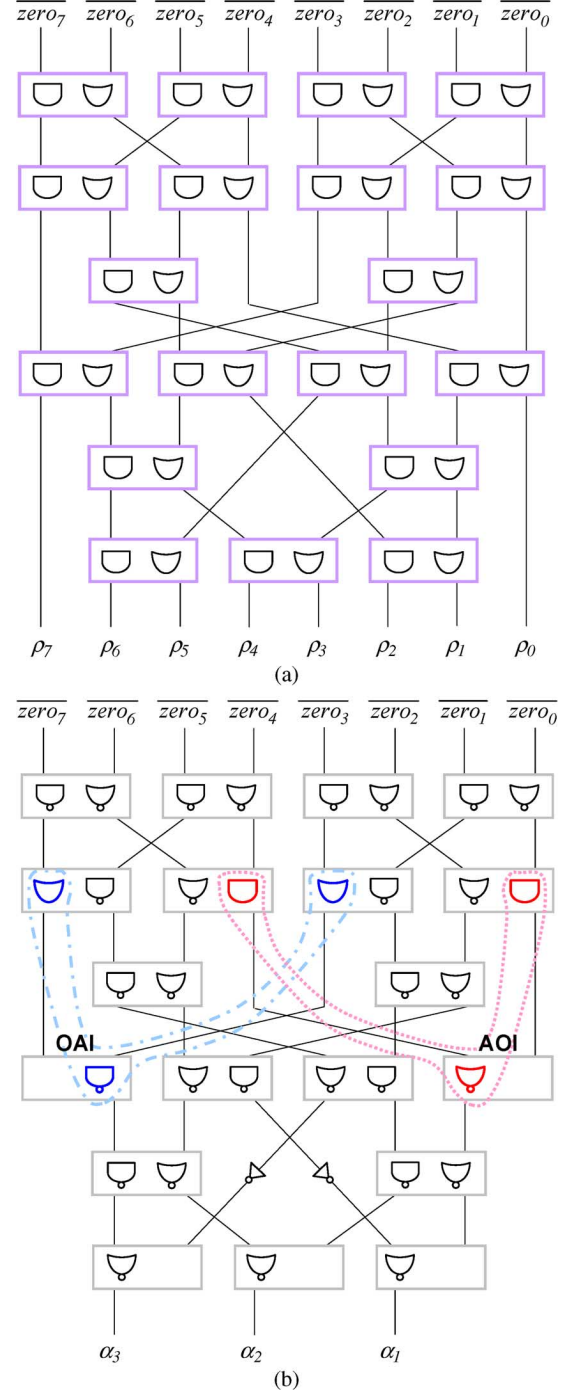 zero₇ zero₆ zero₅ zero₄ zero₃ zero₂ zero₁ zero₀
ρ₇ ρ₆ ρ₅ ρ₄ ρ₃ ρ₂ ρ₁ ρ₀
(a)
zero₇ zero₆ zero₅ zero₄ zero₃ zero₂ zero₁ zero₀
OAI AOI
α₃ α₂ α₁
(b)